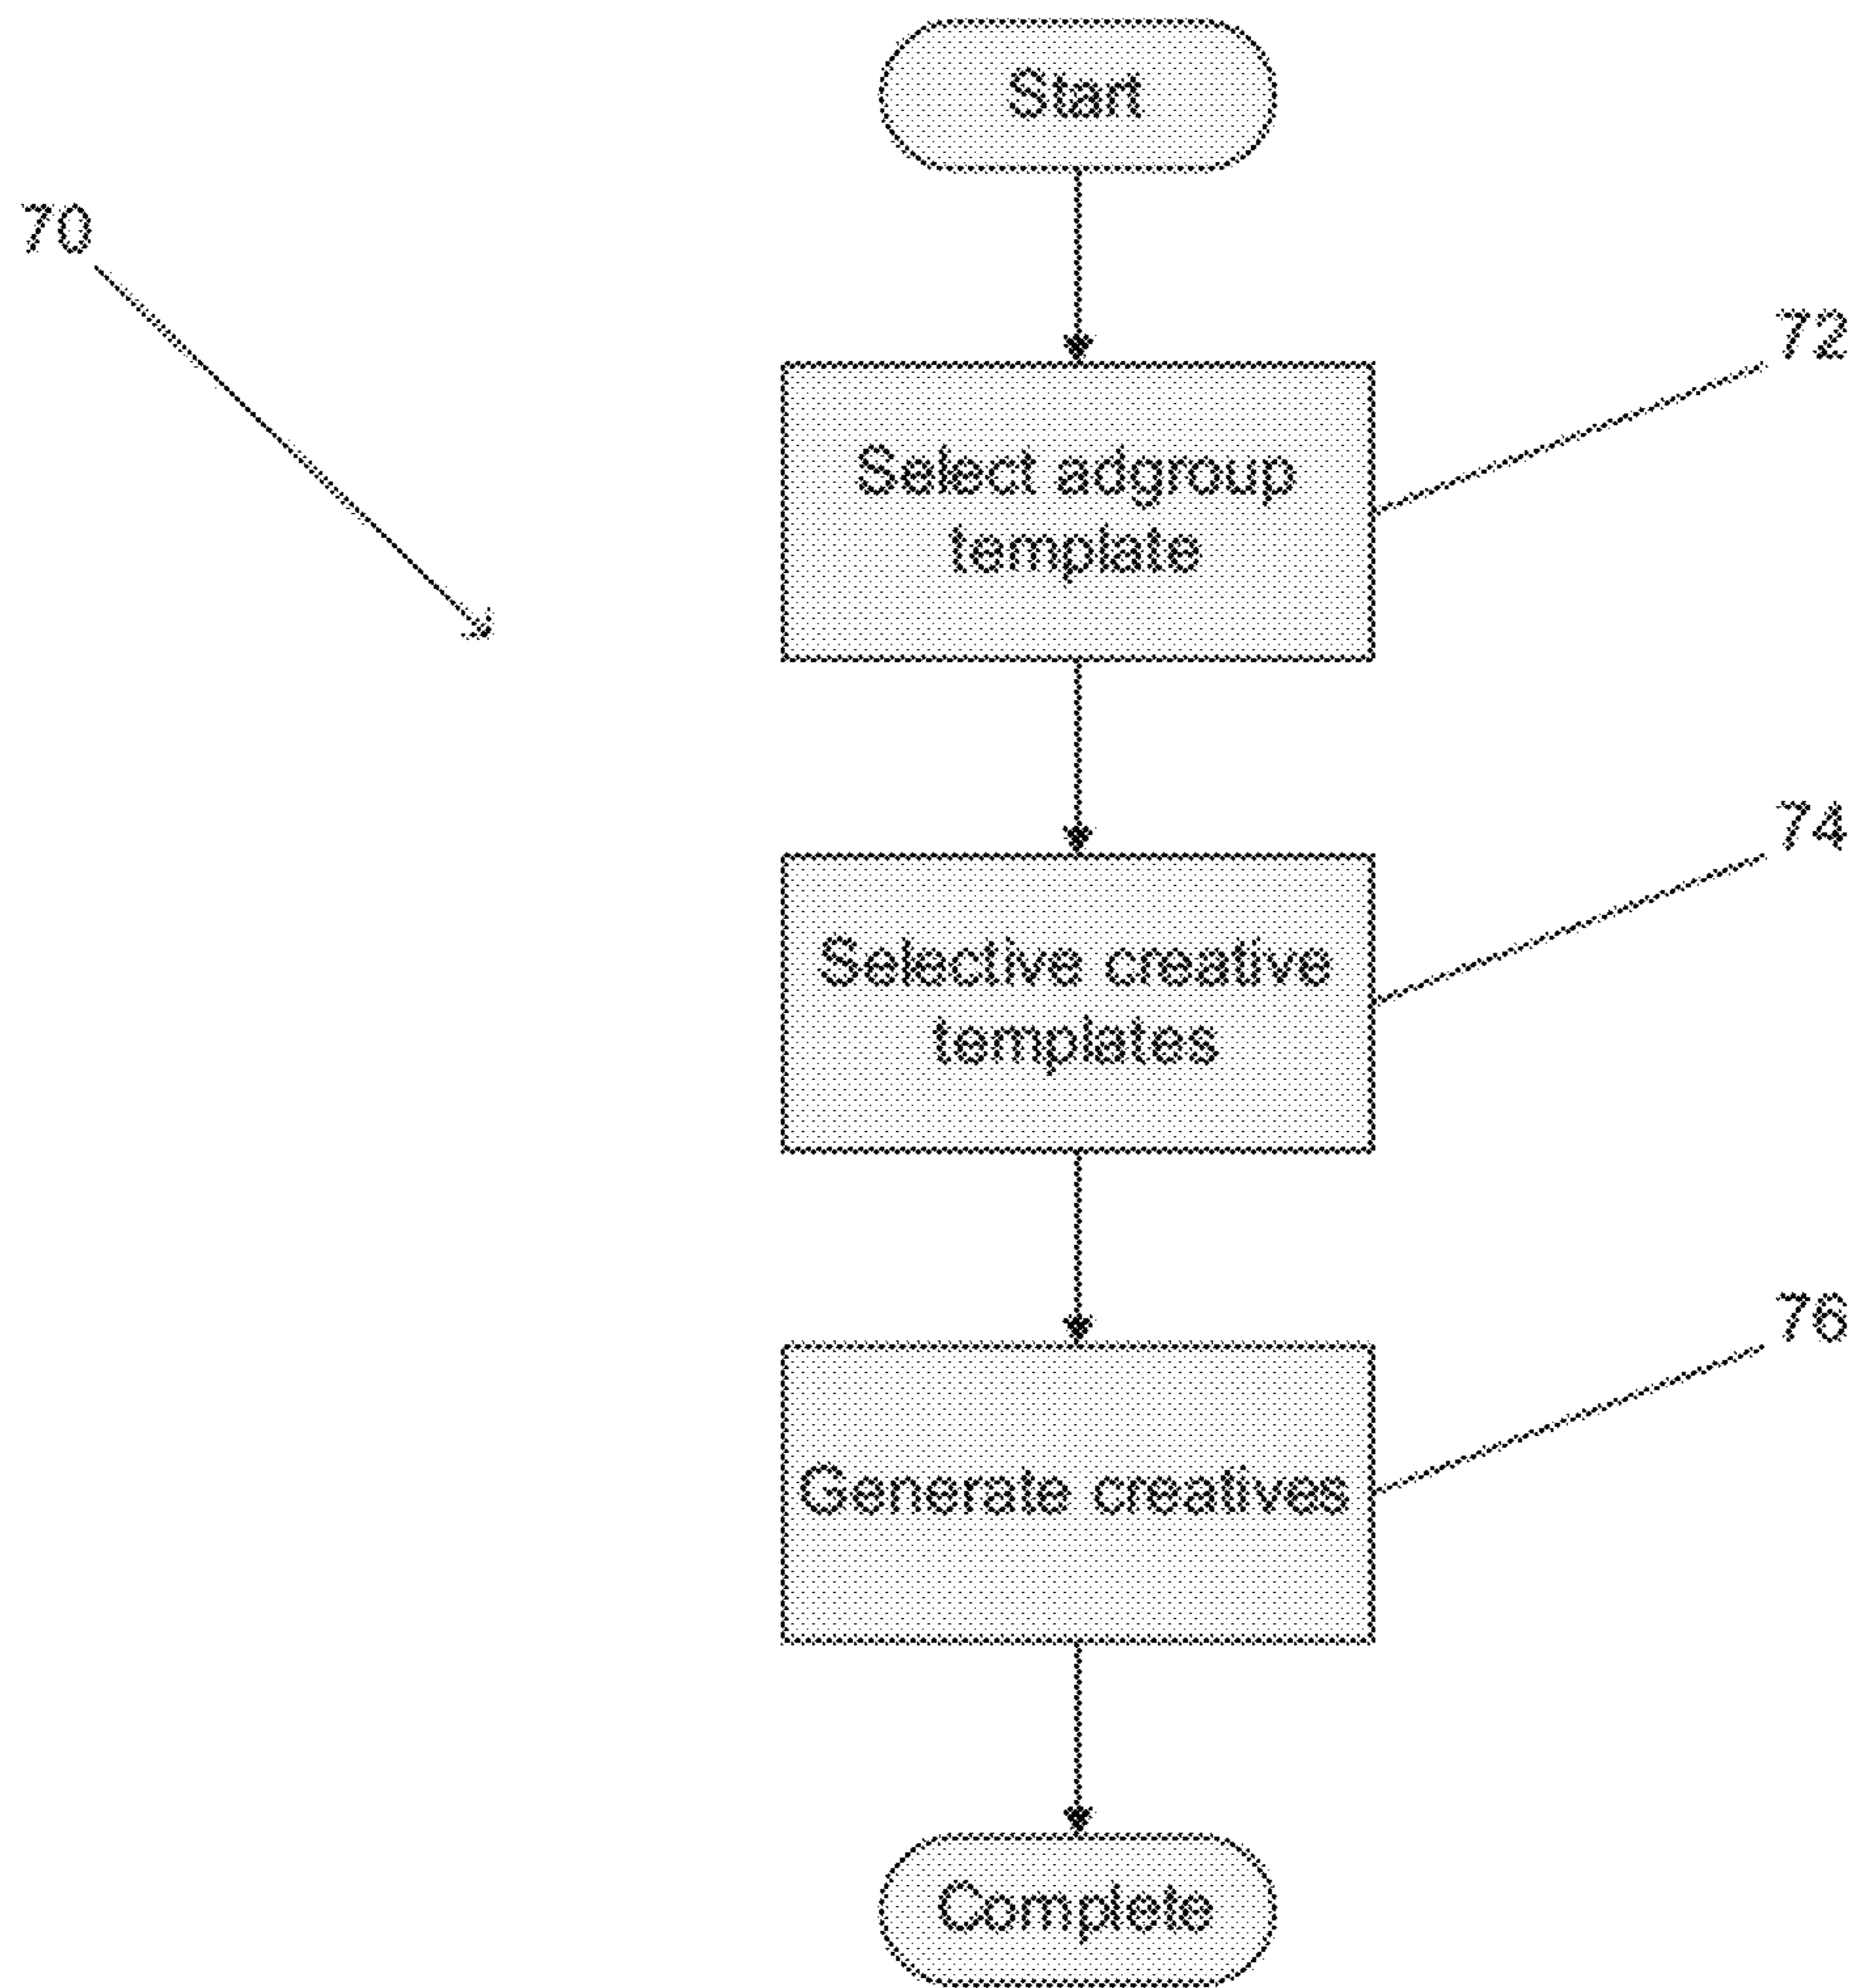 Start
70
72
Select adgroup
template
74
Selective creative
templates
76
Generate creatives
Complete